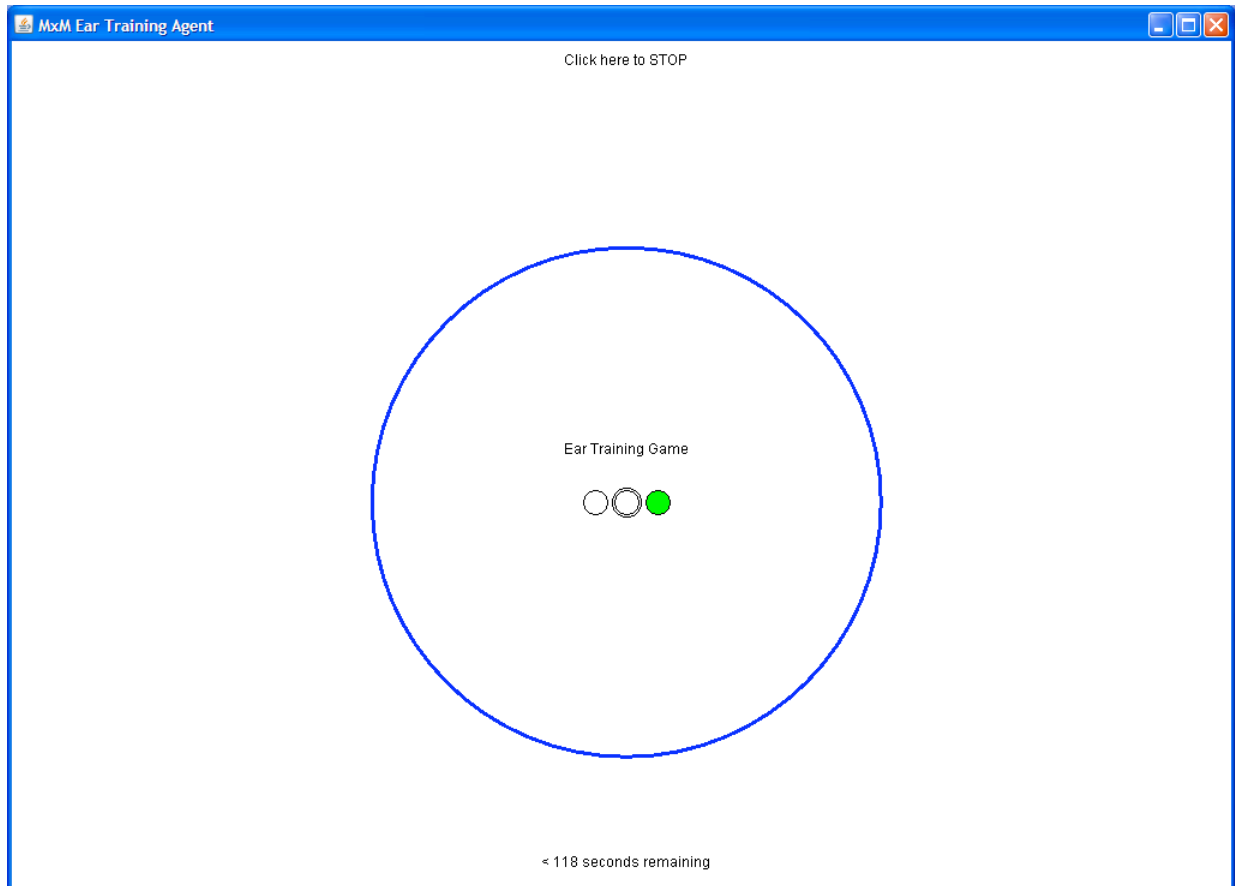 MxM Ear Training Agent
Click here to STOP
Ear Training Game
< 118 seconds remaining